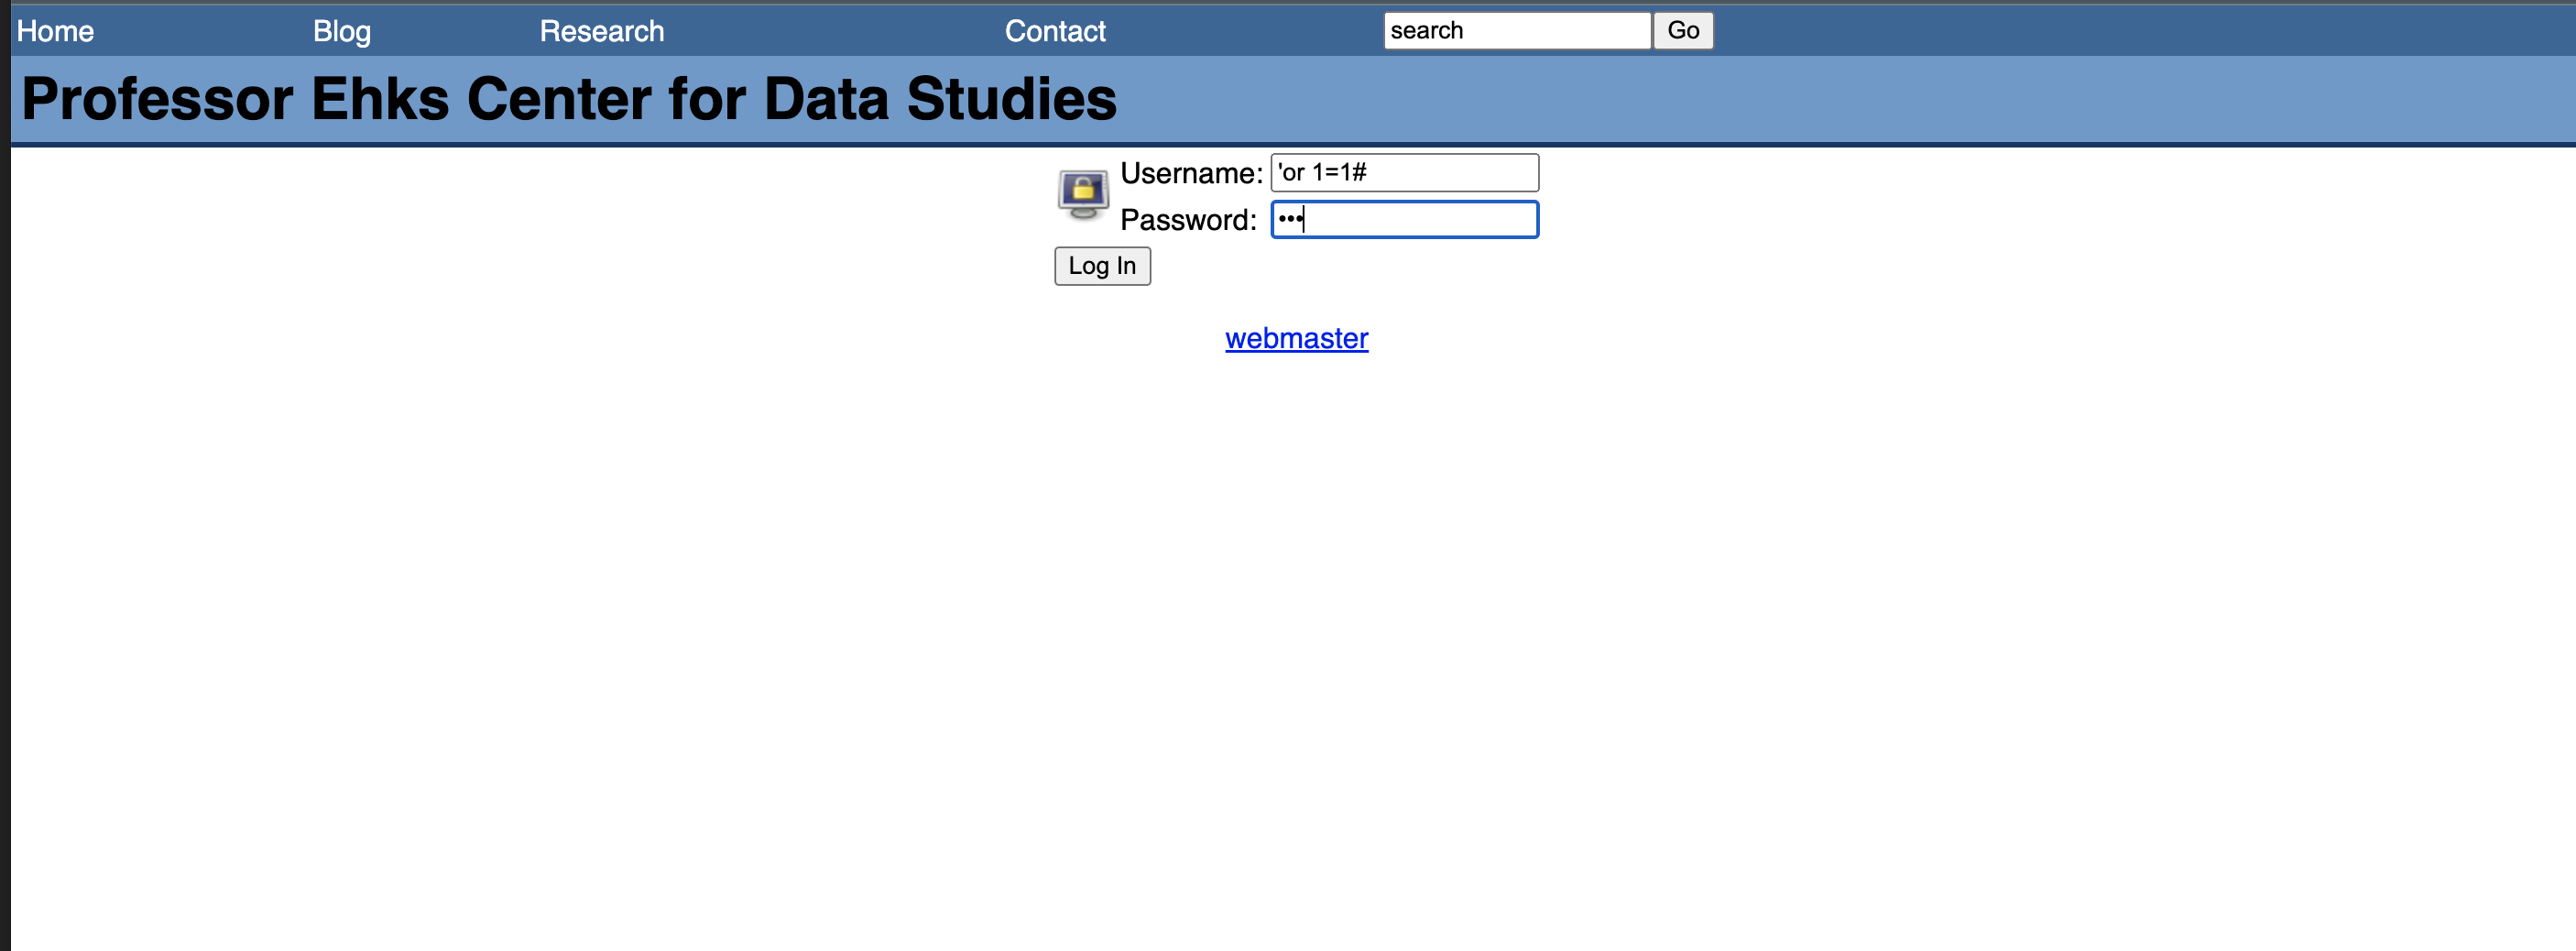 Home Blog Research Contact search Go
Professor Ehks Center for Data Studies
Username: 'or 1=1#
Password: •••
Log In
webmaster